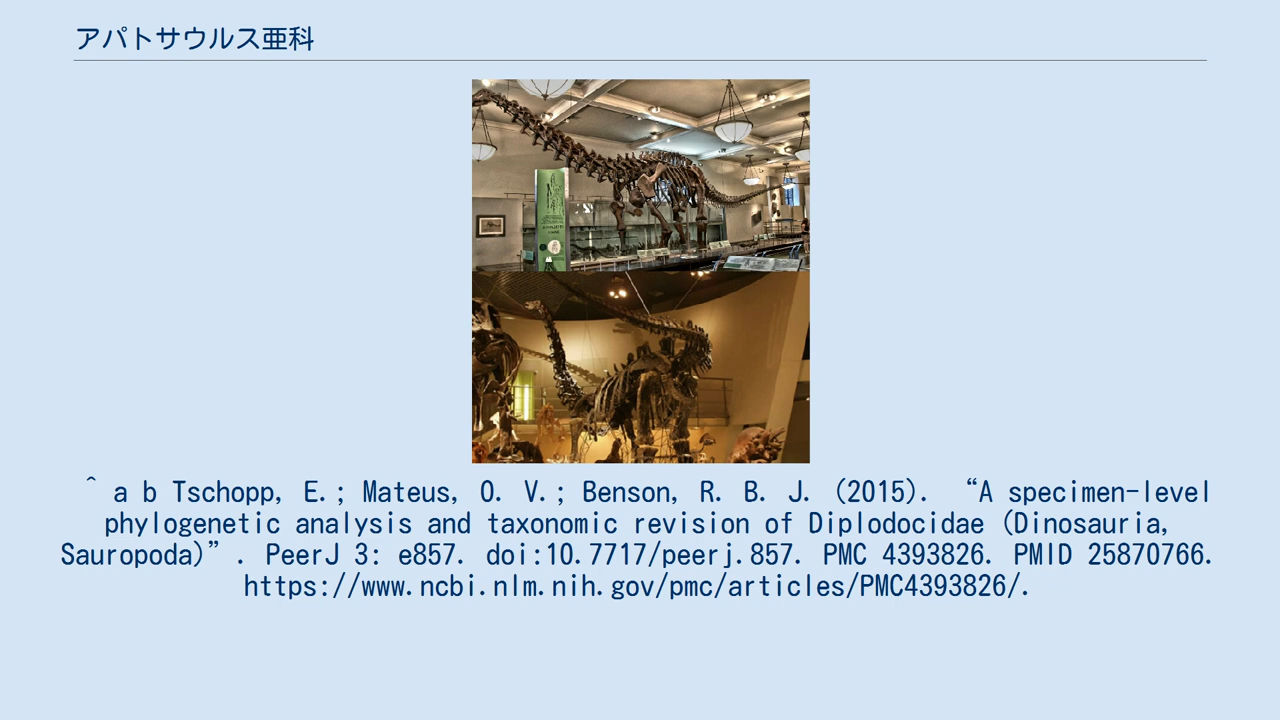 アパトサウルス亜科
^ a b Tschopp, E.; Mateus, O. V.; Benson, R. B. J. (2015). “A specimen-level
phylogenetic analysis and taxonomic revision of Diplodocidae (Dinosauria,
Sauropoda)”. PeerJ 3: e857. doi:10.7717/peerj.857. PMC 4393826. PMID 25870766.
https://www.ncbi.nlm.nih.gov/pmc/articles/PMC4393826/.